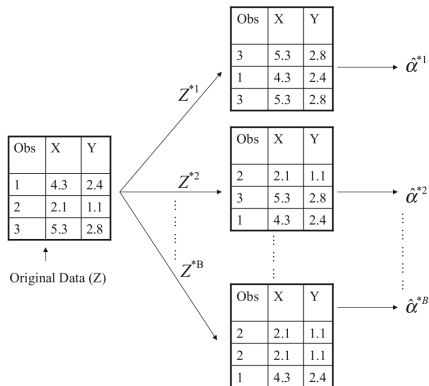 Obs X Y
3 5.3 2.8
1 4.3 2.4
3 5.3 2.8
Z*1
α̂*1
Obs X Y
1 4.3 2.4
2 2.1 1.1
3 5.3 2.8
Original Data (Z)
Z*2
Obs X Y
2 2.1 1.1
3 5.3 2.8
1 4.3 2.4
α̂*2
Z*B
Obs X Y
2 2.1 1.1
2 2.1 1.1
1 4.3 2.4
α̂*B